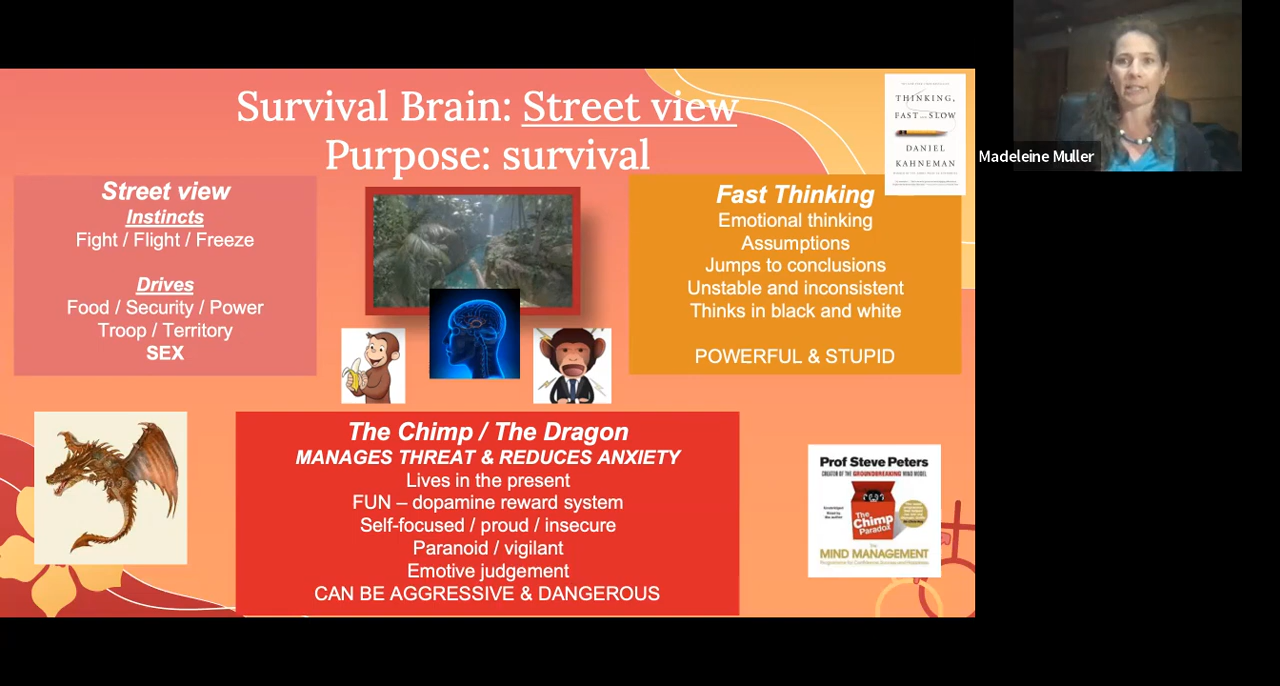 Survival Brain: Street view
Purpose: survival
Street view
Instincts
Fight / Flight / Freeze
Drives
Food / Security / Power
Troop / Territory
SEX
Fast Thinking
Emotional thinking
Assumptions
Jumps to conclusions
Unstable and inconsistent
Thinks in black and white
POWERFUL & STUPID
THINKING,
FAST AND SLOW
DANIEL
KAHNEMAN
Madeleine Muller
The Chimp / The Dragon
MANAGES THREAT & REDUCES ANXIETY
Lives in the present
FUN – dopamine reward system
Self-focused / proud / insecure
Paranoid / vigilant
Emotive judgement
CAN BE AGGRESSIVE & DANGEROUS
Prof Steve Peters
CREATOR OF THE GROUNDBREAKING MIND MODEL
The
Chimp
Paradox
MIND MANAGEMENT